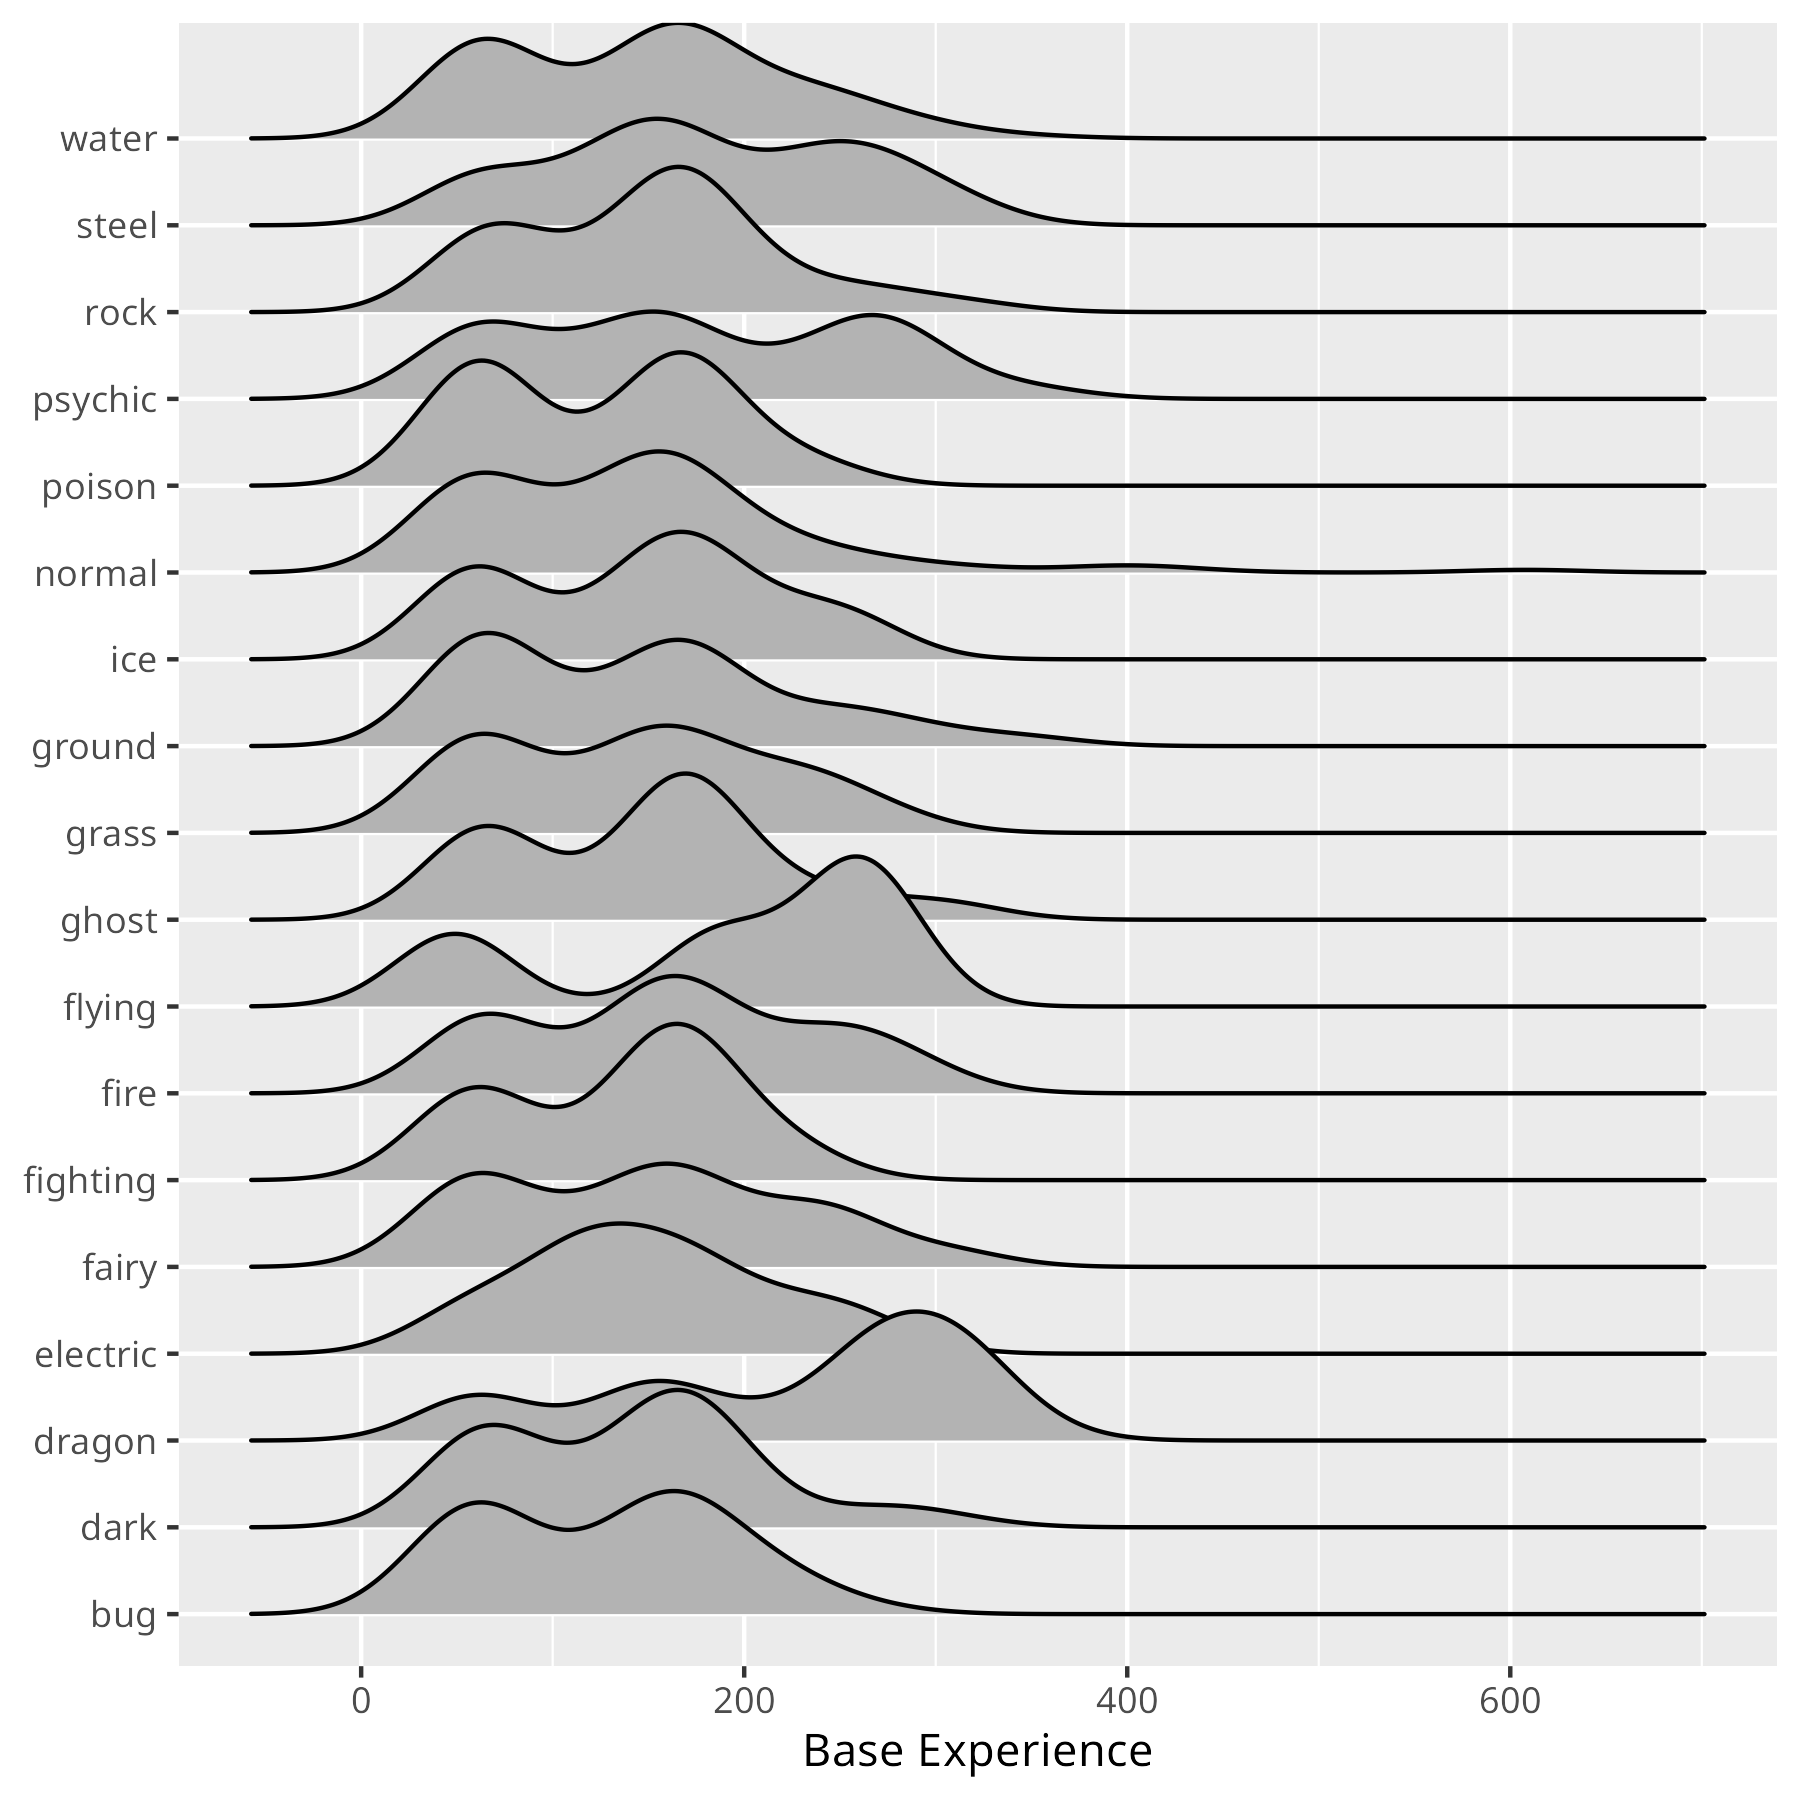 water
steel
rock
psychic
poison
normal
ice
ground
grass
ghost
flying
fire
fighting
fairy
electric
dragon
dark
bug
0 200 400 600
Base Experience